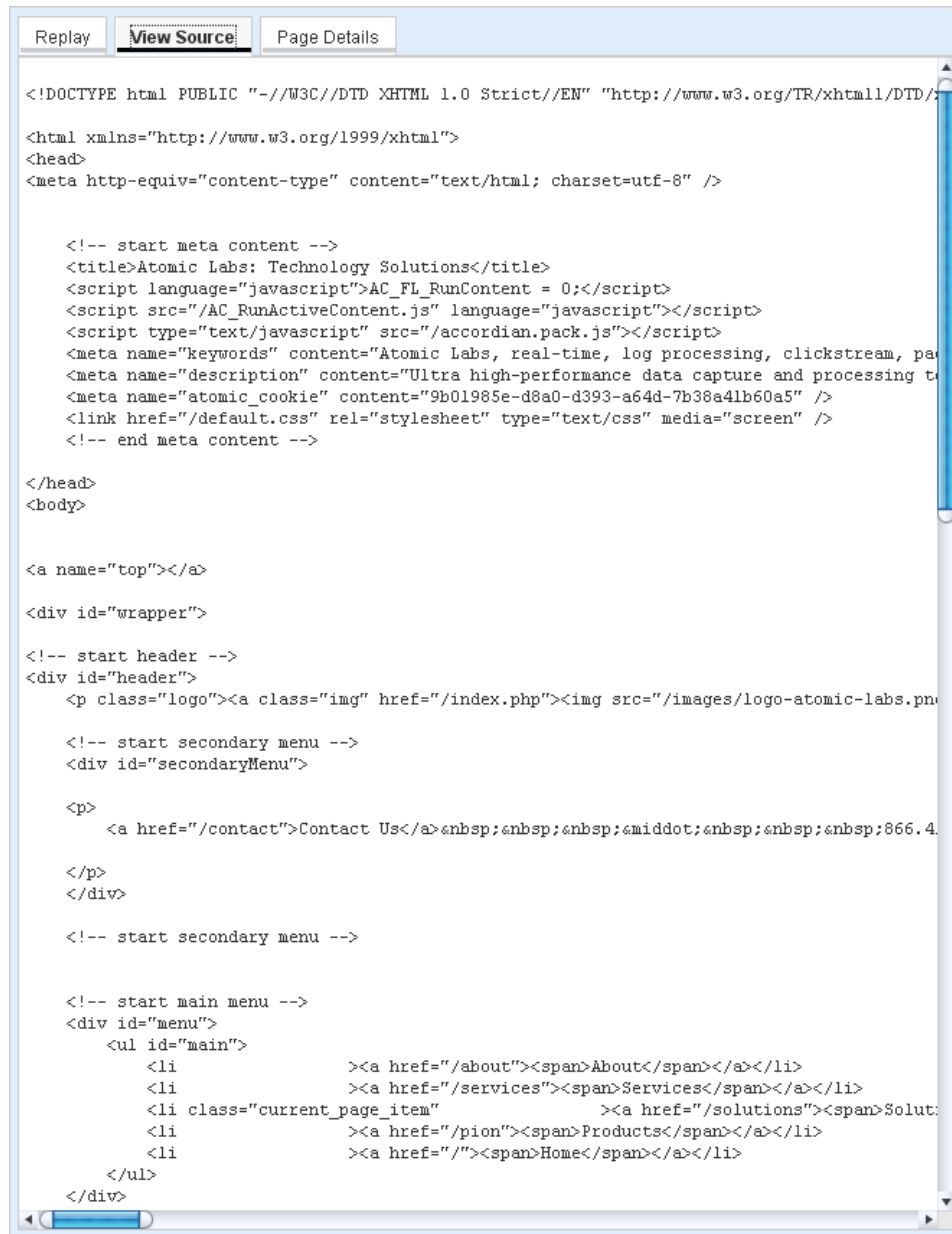 Replay View Source Page Details
<!DOCTYPE html PUBLIC "-//W3C//DTD XHTML 1.0 Strict//EN" "http://www.w3.org/TR/xhtml1/DTD/
<html xmlns="http://www.w3.org/1999/xhtml">
<head>
<meta http-equiv="content-type" content="text/html; charset=utf-8" />
<!-- start meta content -->
<title>Atomic Labs: Technology Solutions</title>
<script language="javascript">AC_FL_RunContent = 0;</script>
<script src="/AC_RunActiveContent.js" language="javascript"></script>
<script type="text/javascript" src="/accordian.pack.js"></script>
<meta name="keywords" content="Atomic Labs, real-time, log processing, clickstream, pa
<meta name="description" content="Ultra high-performance data capture and processing t
<meta name="atomic_cookie" content="9b01985e-d8a0-d393-a64d-7b38a41b60a5" />
<link href="/default.css" rel="stylesheet" type="text/css" media="screen" />
<!-- end meta content -->
</head>
<body>
<a name="top"></a>
<div id="wrapper">
<!-- start header -->
<div id="header">
<p class="logo"><a class="img" href="/index.php"><img src="/images/logo-atomic-labs.pn
<!-- start secondary menu -->
<div id="secondaryMenu">
<p>
<a href="/contact">Contact Us</a>&nbsp;&nbsp;&nbsp;&middot;&nbsp;&nbsp;&nbsp;866.4
</p>
</div>
<!-- start secondary menu -->
<!-- start main menu -->
<div id="menu">
<ul id="main">
<li ><a href="/about"><span>About</span></a></li>
<li ><a href="/services"><span>Services</span></a></li>
<li class="current_page_item" ><a href="/solutions"><span>Solut
<li ><a href="/pion"><span>Products</span></a></li>
<li ><a href="/"><span>Home</span></a></li>
</ul>
</div>